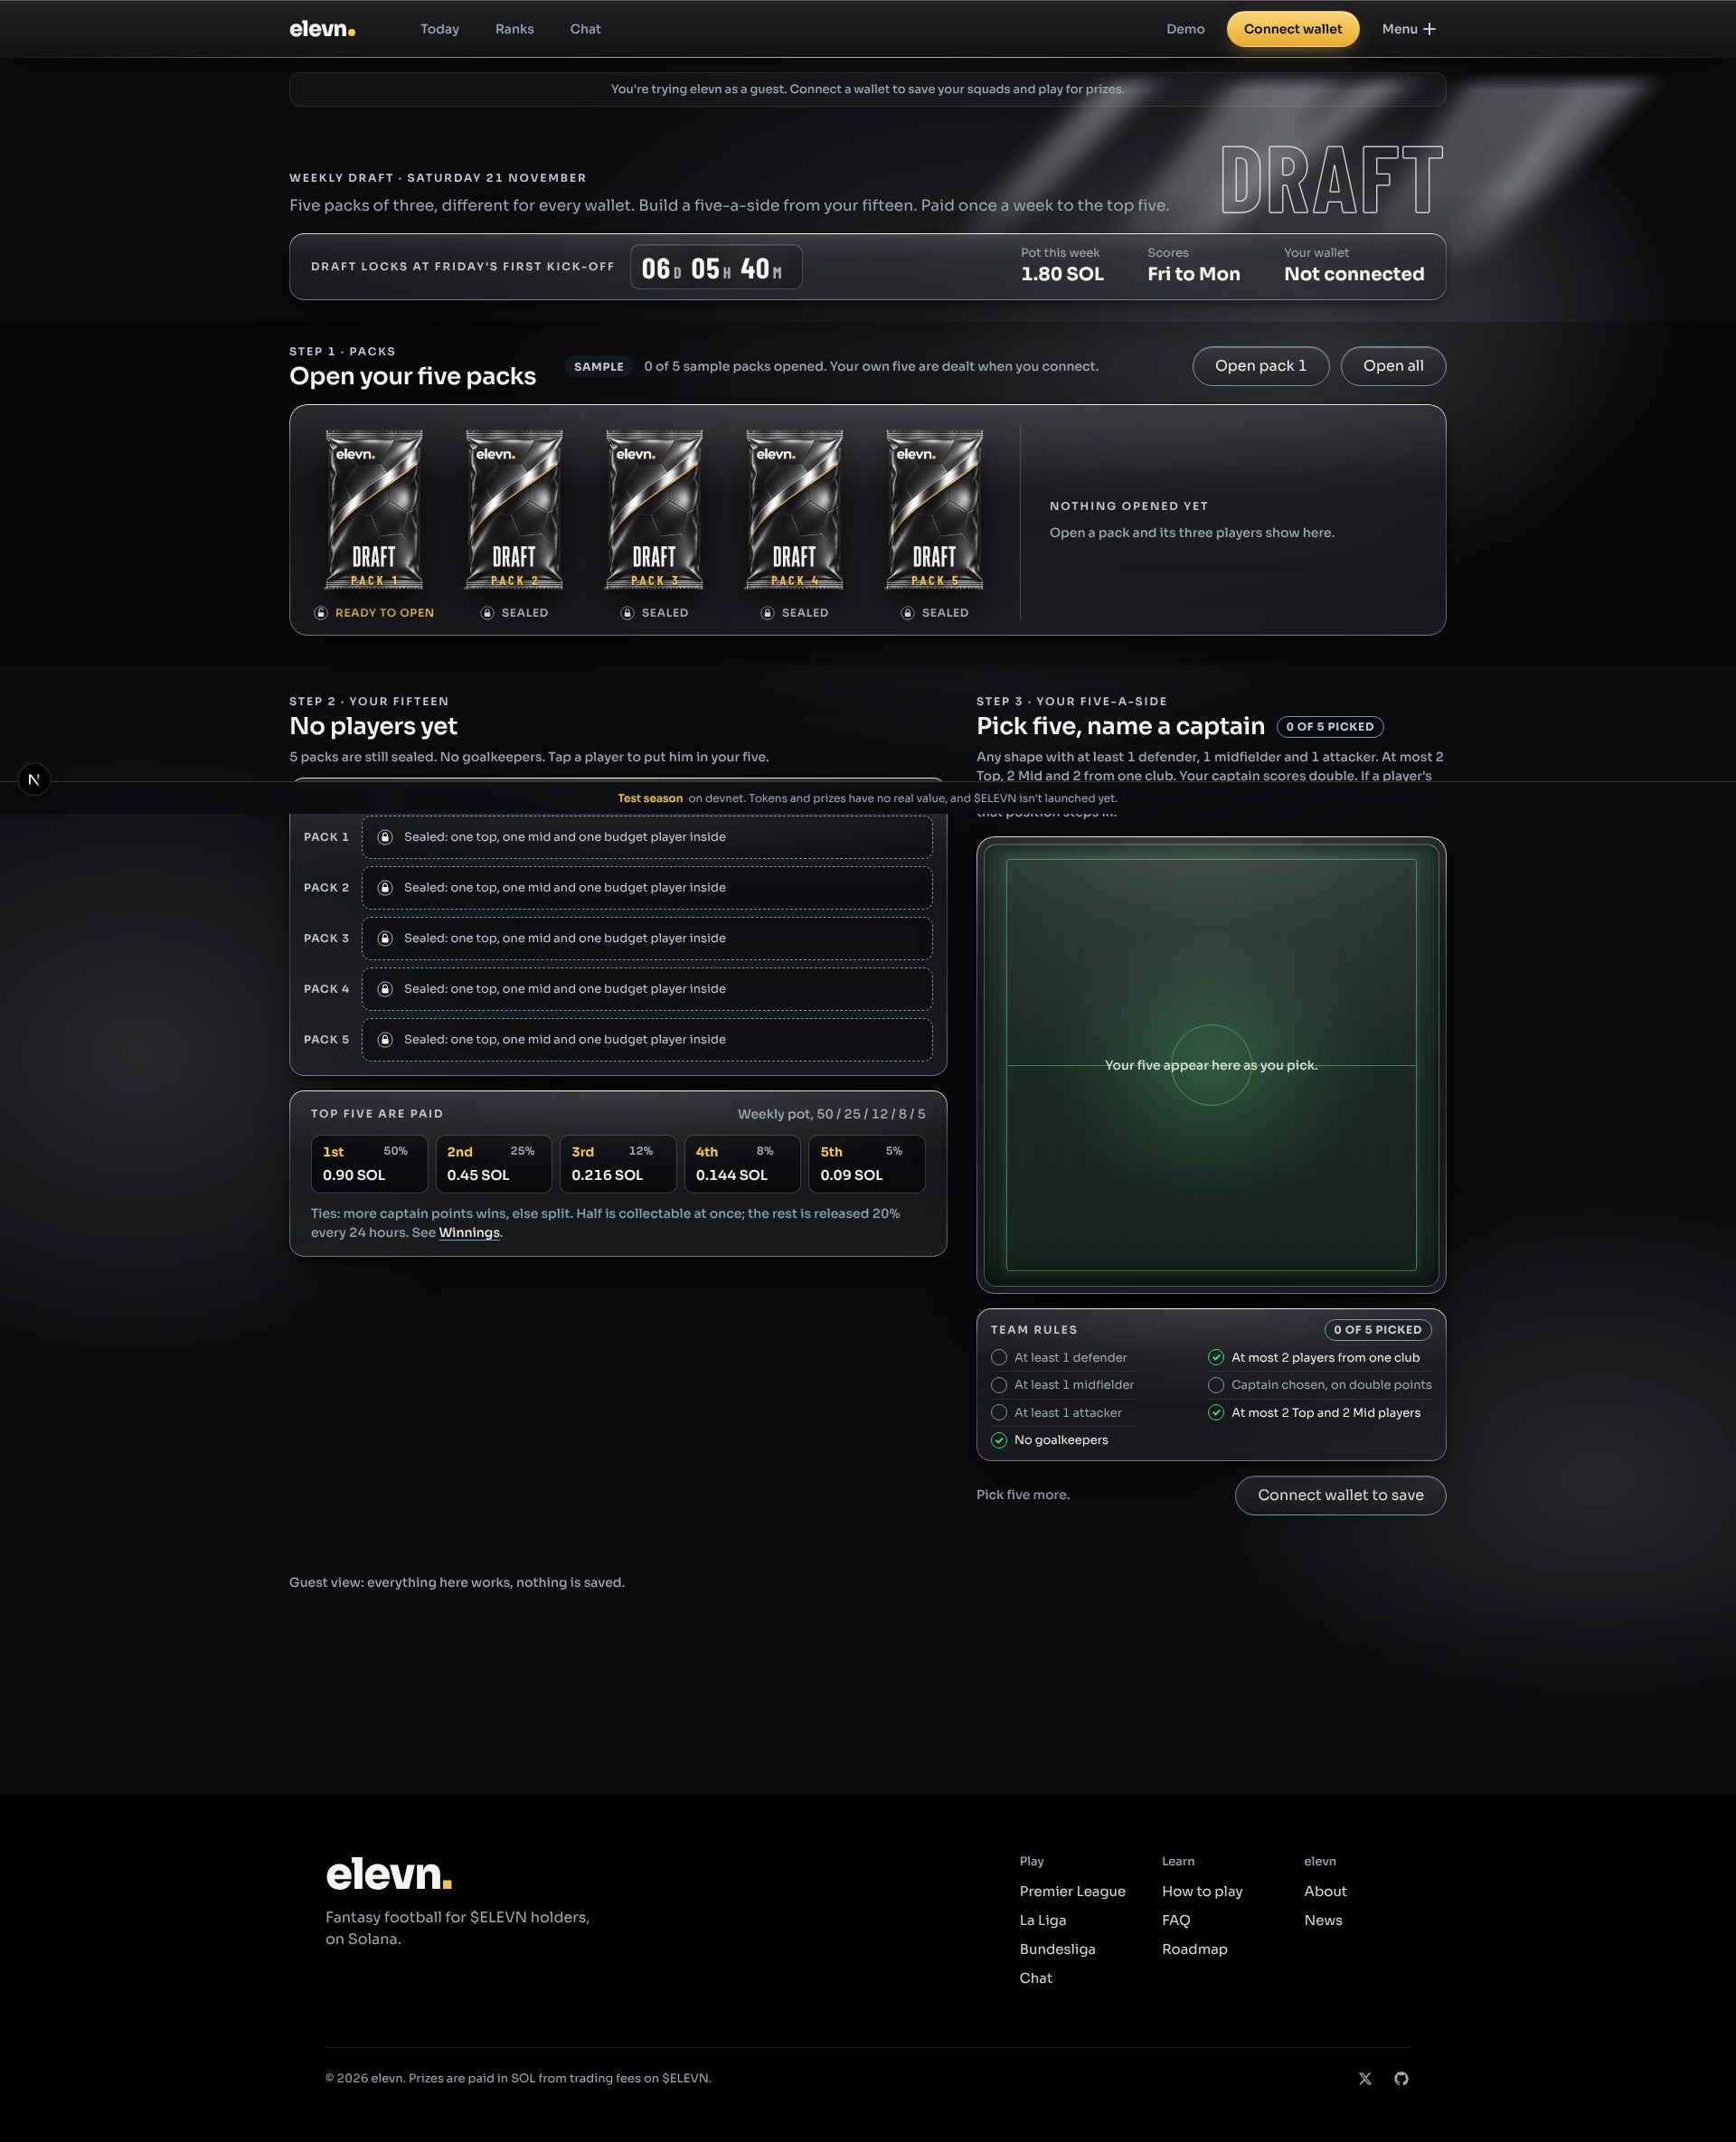 elevn.
Today
Ranks
Chat
Demo
Connect wallet
Menu
You're trying elevn as a guest. Connect a wallet to save your squads and play for prizes.
WEEKLY DRAFT · SATURDAY 21 NOVEMBER
Five packs of three, different for every wallet. Build a five-a-side from your fifteen. Paid once a week to the top five.
DRAFT
DRAFT LOCKS AT FRIDAY'S FIRST KICK-OFF
06D 05H 40M
Pot this week
1.80 SOL
Scores
Fri to Mon
Your wallet
Not connected
STEP 1 · PACKS
Open your five packs
SAMPLE
0 of 5 sample packs opened. Your own five are dealt when you connect.
Open pack 1
Open all
elevn.
DRAFT
PACK 1
READY TO OPEN
elevn.
DRAFT
PACK 2
SEALED
elevn.
DRAFT
PACK 3
SEALED
elevn.
DRAFT
PACK 4
SEALED
elevn.
DRAFT
PACK 5
SEALED
NOTHING OPENED YET
Open a pack and its three players show here.
STEP 2 · YOUR FIFTEEN
No players yet
5 packs are still sealed. No goalkeepers. Tap a player to put him in your five.
STEP 3 · YOUR FIVE-A-SIDE
Pick five, name a captain
0 OF 5 PICKED
Any shape with at least 1 defender, 1 midfielder and 1 attacker. At most 2
Top, 2 Mid and 2 from one club. Your captain scores double. If a player's
that position steps in.
Test season on devnet. Tokens and prizes have no real value, and $ELEVN isn't launched yet.
PACK 1
Sealed: one top, one mid and one budget player inside
PACK 2
Sealed: one top, one mid and one budget player inside
PACK 3
Sealed: one top, one mid and one budget player inside
PACK 4
Sealed: one top, one mid and one budget player inside
PACK 5
Sealed: one top, one mid and one budget player inside
TOP FIVE ARE PAID
Weekly pot, 50 / 25 / 12 / 8 / 5
1st 50%
0.90 SOL
2nd 25%
0.45 SOL
3rd 12%
0.216 SOL
4th 8%
0.144 SOL
5th 5%
0.09 SOL
Ties: more captain points wins, else split. Half is collectable at once; the rest is released 20%
every 24 hours. See Winnings.
Your five appear here as you pick.
TEAM RULES
0 OF 5 PICKED
At least 1 defender
At least 1 midfielder
At least 1 attacker
No goalkeepers
At most 2 players from one club
Captain chosen, on double points
At most 2 Top and 2 Mid players
Pick five more.
Connect wallet to save
Guest view: everything here works, nothing is saved.
elevn.
Fantasy football for $ELEVN holders,
on Solana.
Play
Premier League
La Liga
Bundesliga
Chat
Learn
How to play
FAQ
Roadmap
elevn
About
News
© 2026 elevn. Prizes are paid in SOL from trading fees on $ELEVN.